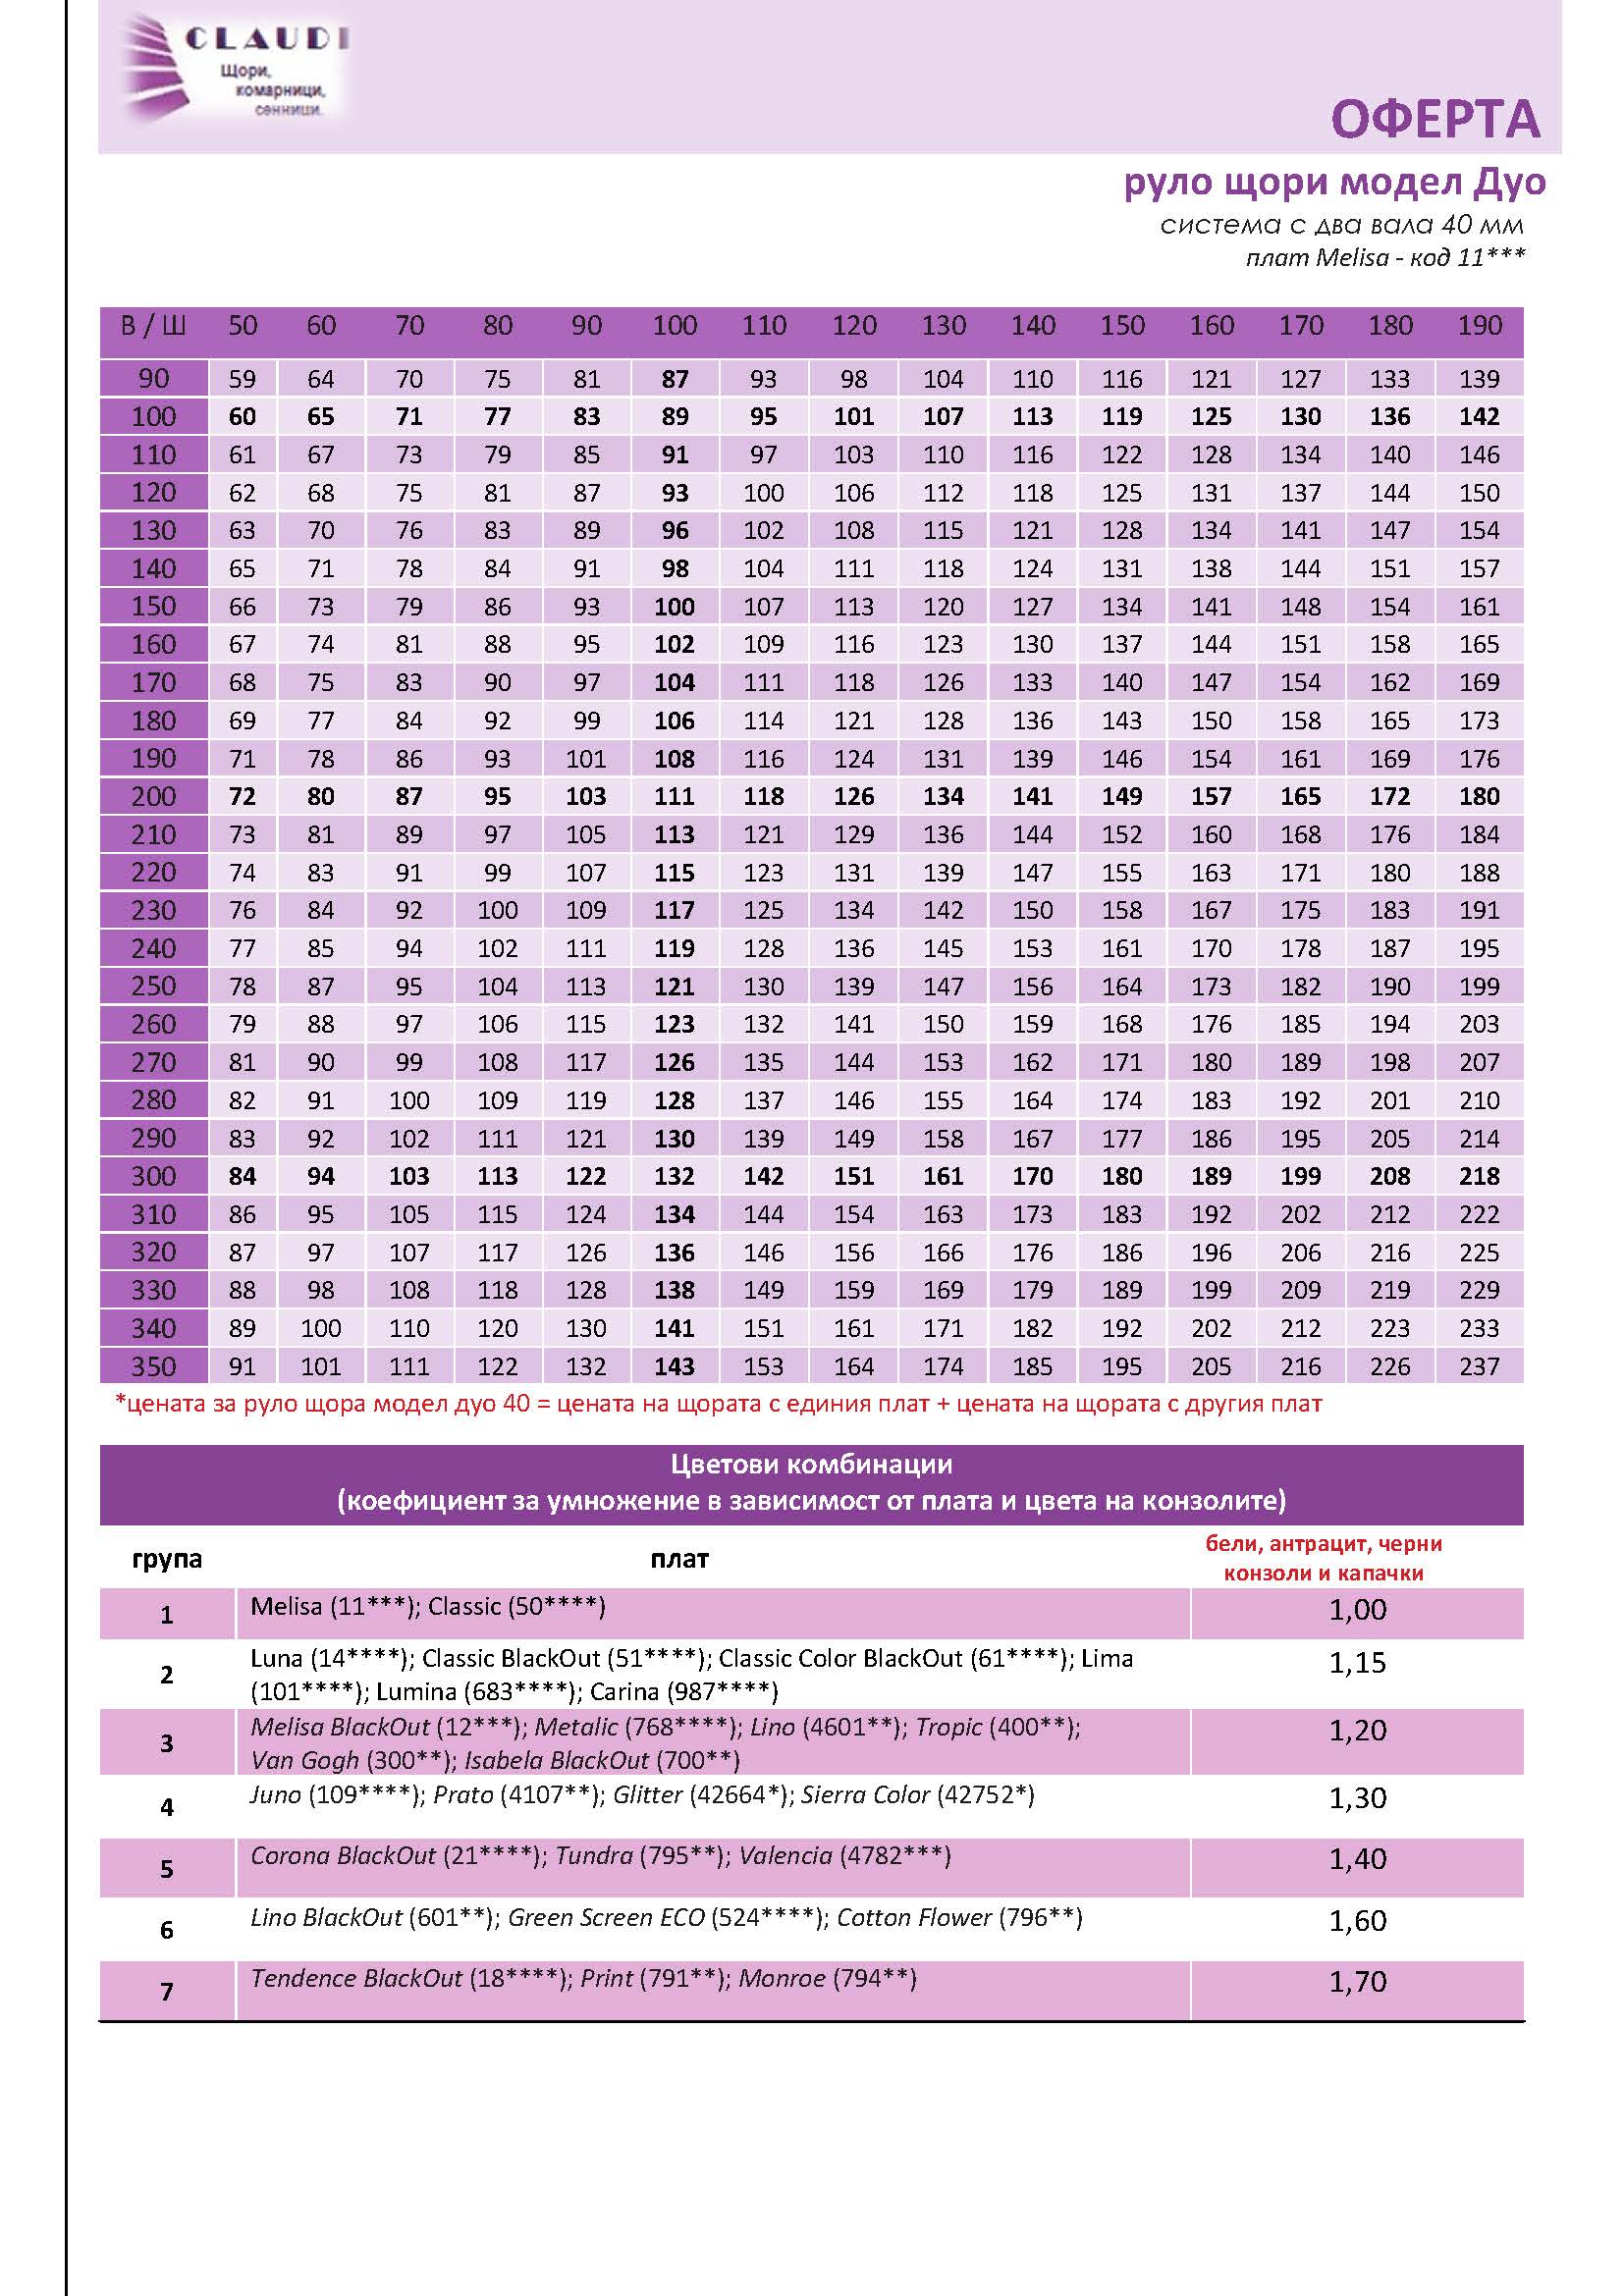 CLAUDI
Щори,
комарници,
сенници.
ОФЕРТА
руло щори модел Дуо
система с два вала 40 мм
плат Melisa - код 11***
В / Ш 50 60 70 80 90 100 110 120 130 140 150 160 170 180 190
90 59 64 70 75 81 87 93 98 104 110 116 121 127 133 139
100 60 65 71 77 83 89 95 101 107 113 119 125 130 136 142
110 61 67 73 79 85 91 97 103 110 116 122 128 134 140 146
120 62 68 75 81 87 93 100 106 112 118 125 131 137 144 150
130 63 70 76 83 89 96 102 108 115 121 128 134 141 147 154
140 65 71 78 84 91 98 104 111 118 124 131 138 144 151 157
150 66 73 79 86 93 100 107 113 120 127 134 141 148 154 161
160 67 74 81 88 95 102 109 116 123 130 137 144 151 158 165
170 68 75 83 90 97 104 111 118 126 133 140 147 154 162 169
180 69 77 84 92 99 106 114 121 128 136 143 150 158 165 173
190 71 78 86 93 101 108 116 124 131 139 146 154 161 169 176
200 72 80 87 95 103 111 118 126 134 141 149 157 165 172 180
210 73 81 89 97 105 113 121 129 136 144 152 160 168 176 184
220 74 83 91 99 107 115 123 131 139 147 155 163 171 180 188
230 76 84 92 100 109 117 125 134 142 150 158 167 175 183 191
240 77 85 94 102 111 119 128 136 145 153 161 170 178 187 195
250 78 87 95 104 113 121 130 139 147 156 164 173 182 190 199
260 79 88 97 106 115 123 132 141 150 159 168 176 185 194 203
270 81 90 99 108 117 126 135 144 153 162 171 180 189 198 207
280 82 91 100 109 119 128 137 146 155 164 174 183 192 201 210
290 83 92 102 111 121 130 139 149 158 167 177 186 195 205 214
300 84 94 103 113 122 132 142 151 161 170 180 189 199 208 218
310 86 95 105 115 124 134 144 154 163 173 183 192 202 212 222
320 87 97 107 117 126 136 146 156 166 176 186 196 206 216 225
330 88 98 108 118 128 138 149 159 169 179 189 199 209 219 229
340 89 100 110 120 130 141 151 161 171 182 192 202 212 223 233
350 91 101 111 122 132 143 153 164 174 185 195 205 216 226 237
*цената за руло щора модел дуо 40 = цената на щората с единия плат + цената на щората с другия плат
Цветови комбинации
(коефициент за умножение в зависимост от плата и цвета на конзолите)
група плат бели, антрацит, черни
конзоли и капачки
1 Melisa (11***); Classic (50****) 1,00
2 Luna (14****); Classic BlackOut (51****); Classic Color BlackOut (61****); Lima 1,15
(101****); Lumina (683****); Carina (987****)
3 Melisa BlackOut (12***); Metalic (768****); Lino (4601**); Tropic (400**); 1,20
Van Gogh (300**); Isabela BlackOut (700**)
4 Juno (109****); Prato (4107**); Glitter (42664*); Sierra Color (42752*) 1,30
5 Corona BlackOut (21****); Tundra (795**); Valencia (4782***) 1,40
6 Lino BlackOut (601**); Green Screen ECO (524****); Cotton Flower (796**) 1,60
7 Tendence BlackOut (18****); Print (791**); Monroe (794**) 1,70